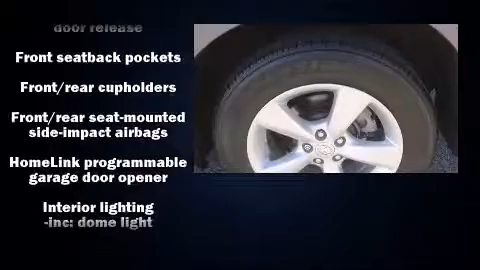 door release
Front seatback pockets
Front/rear cupholders
Front/rear seat-mounted
side-impact airbags
HomeLink programmable
garage door opener
Interior lighting
-inc: dome light